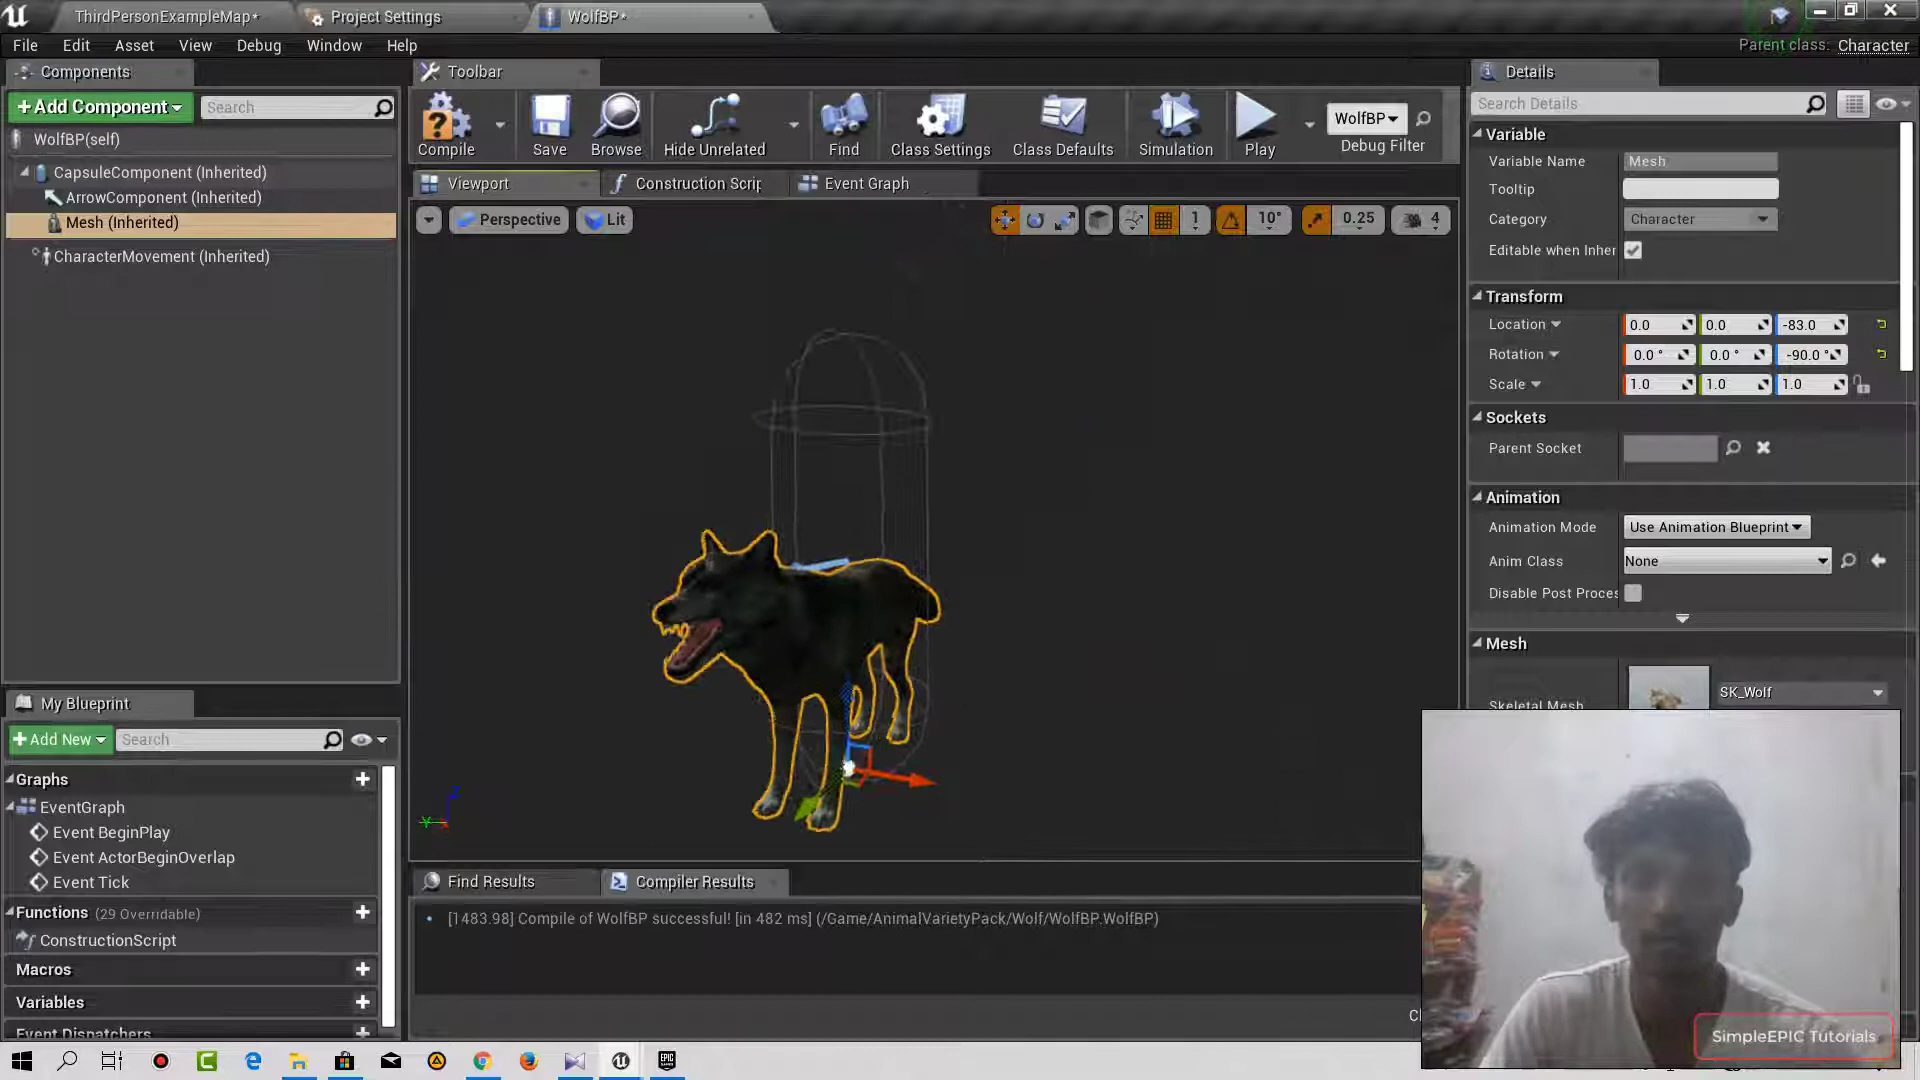 ThirdPersonExampleMap*
Project Settings
WolfBP*
File Edit Asset View Debug Window Help
Parent class: Character
Components
Toolbar
Details
+Add Component
Search
Compile
Save
Browse
Hide Unrelated
Find
Class Settings
Class Defaults
Simulation
Play
WolfBP
Debug Filter
Search Details
WolfBP(self)
CapsuleComponent (Inherited)
ArrowComponent (Inherited)
Mesh (Inherited)
CharacterMovement (Inherited)
Viewport
Construction Scrip
Event Graph
Perspective
Lit
1
10°
0.25
4
Variable
Variable Name Mesh
Tooltip
Category Character
Editable when Inher
Transform
Location 0.0 0.0 -83.0
Rotation 0.0 ° 0.0 ° -90.0 °
Scale 1.0 1.0 1.0
Sockets
Parent Socket
Animation
Animation Mode Use Animation Blueprint
Anim Class None
Disable Post Proces
Mesh
Skeletal Mesh SK_Wolf
My Blueprint
+Add New
Search
Graphs
EventGraph
Event BeginPlay
Event ActorBeginOverlap
Event Tick
Functions (29 Overridable)
ConstructionScript
Macros
Variables
Event Dispatchers
Z
Y
Find Results
Compiler Results
[1483.98] Compile of WolfBP successful! [in 482 ms] (/Game/AnimalVarietyPack/Wolf/WolfBP.WolfBP)
Cl
SimpleEPIC Tutorials
EPIC